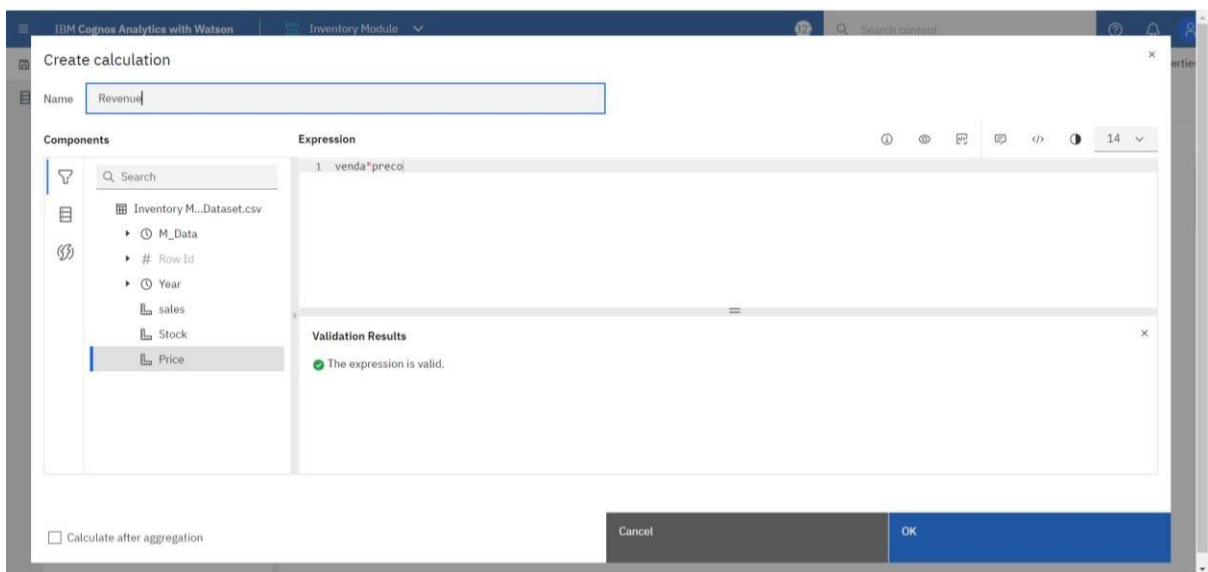 IBM Cognos Analytics with Watson
Inventory Module
Search content
Create calculation
erties
Name
Revenue
Components
Expression
14
Search
1 venda*preco
Inventory M...Dataset.csv
M_Data
# Row Id
Year
sales
Stock
Price
Validation Results
The expression is valid.
Calculate after aggregation
Cancel
OK